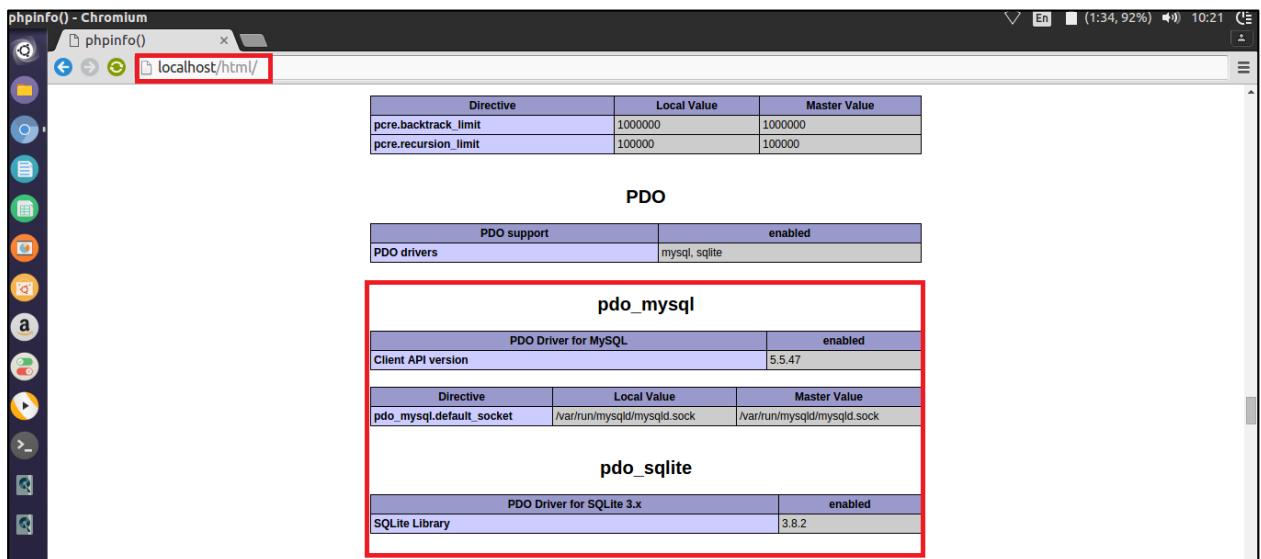 phpinfo() - Chromium En (1:34, 92%) 10:21
phpinfo() ×
localhost/html/
Directive Local Value Master Value
pcre.backtrack_limit 1000000 1000000
pcre.recursion_limit 100000 100000
PDO
PDO support enabled
PDO drivers mysql, sqlite
pdo_mysql
PDO Driver for MySQL enabled
Client API version 5.5.47
Directive Local Value Master Value
pdo_mysql.default_socket /var/run/mysqld/mysqld.sock /var/run/mysqld/mysqld.sock
pdo_sqlite
PDO Driver for SQLite 3.x enabled
SQLite Library 3.8.2